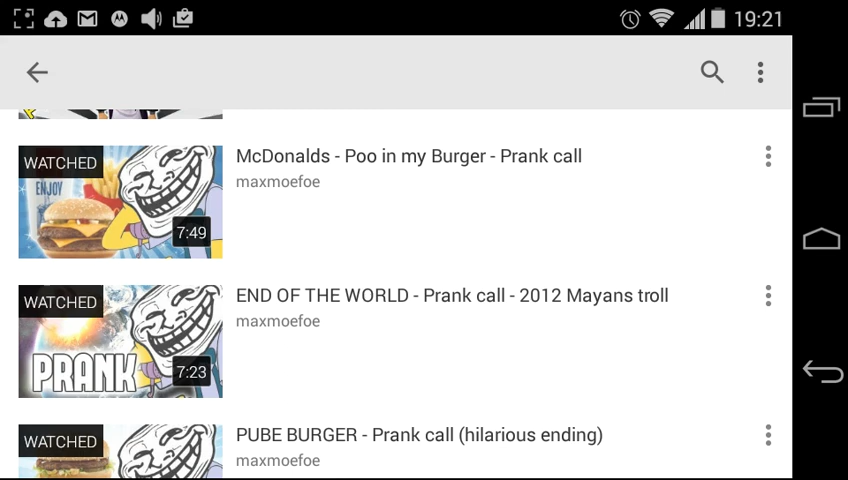 19:21
WATCHED
ENJOY
7:49
McDonalds - Poo in my Burger - Prank call
maxmoefoe
WATCHED
PRANK
7:23
END OF THE WORLD - Prank call - 2012 Mayans troll
maxmoefoe
WATCHED
PUBE BURGER - Prank call (hilarious ending)
maxmoefoe